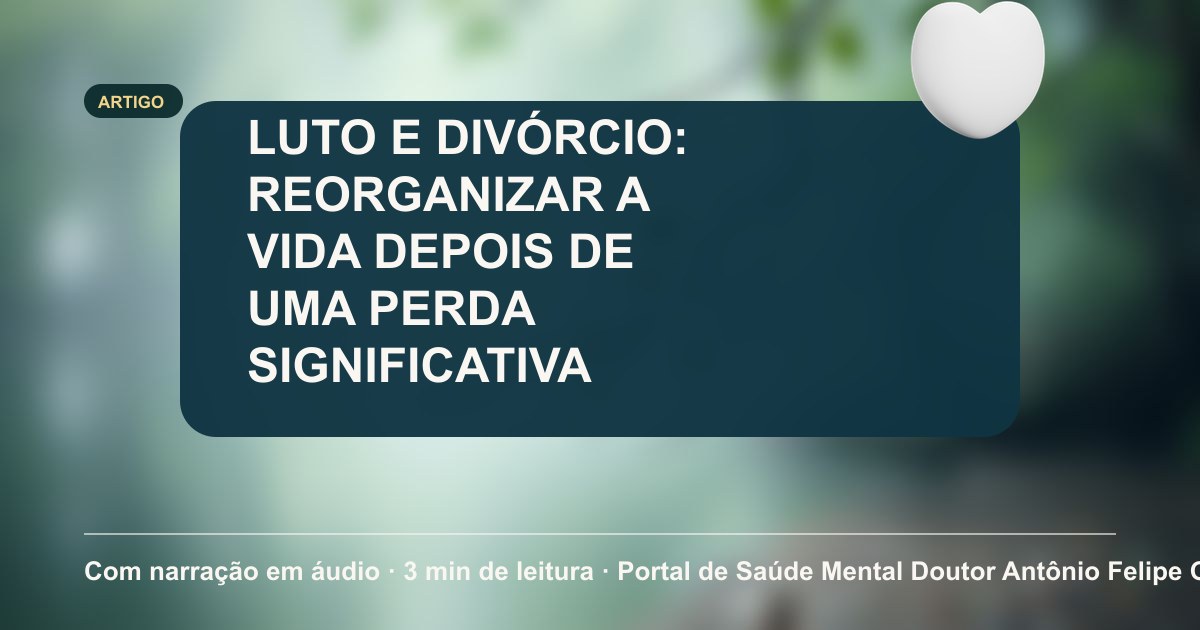 ARTIGO
LUTO E DIVÓRCIO:
REORGANIZAR A
VIDA DEPOIS DE
UMA PERDA
SIGNIFICATIVA
Com narração em áudio · 3 min de leitura · Portal de Saúde Mental Doutor Antônio Felipe